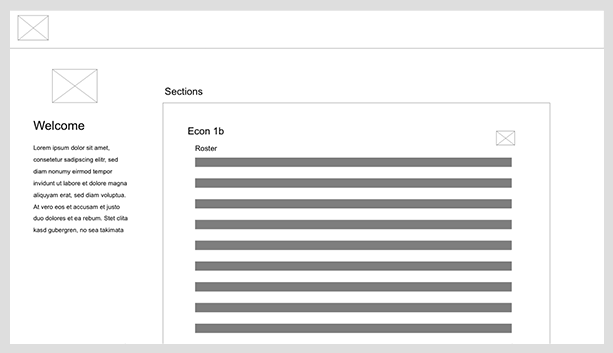 Sections
Welcome
Lorem ipsum dolor sit amet,
consetetur sadipscing elitr, sed
diam nonumy eirmod tempor
invidunt ut labore et dolore magna
aliquyam erat, sed diam voluptua.
At vero eos et accusam et justo
duo dolores et ea rebum. Stet clita
kasd gubergren, no sea takimata
Econ 1b
Roster